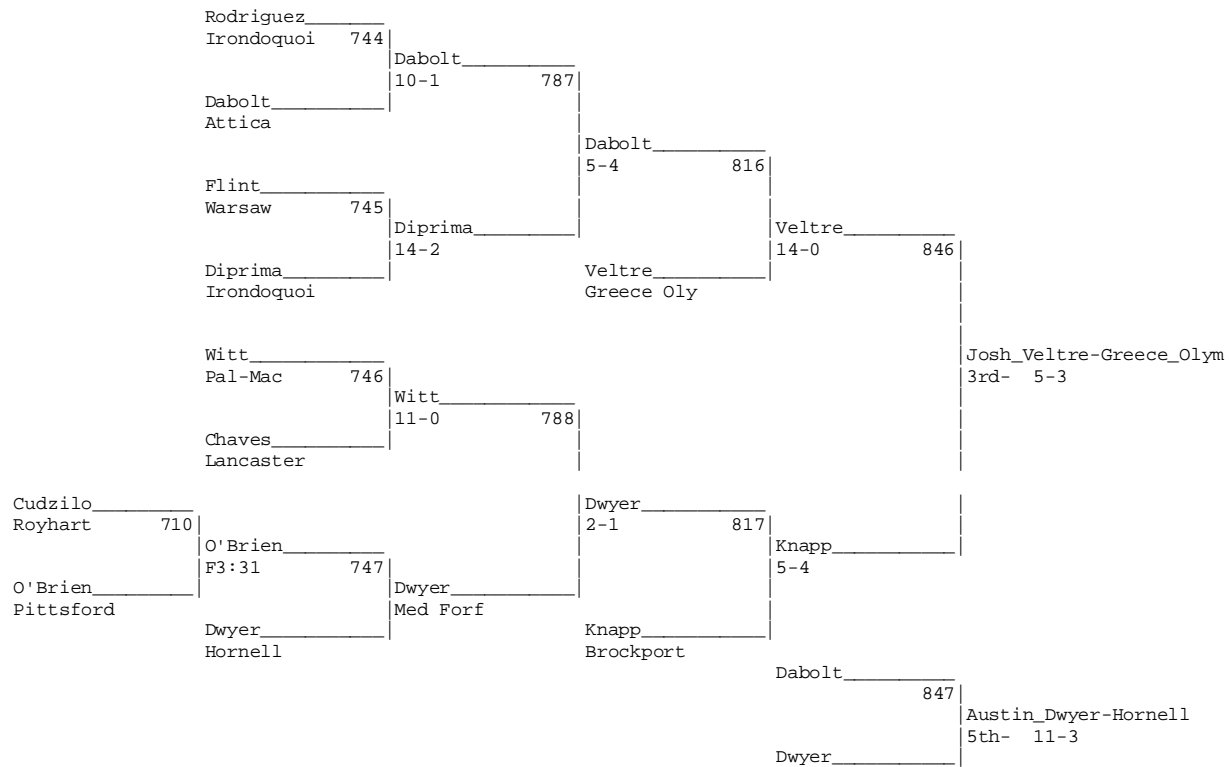 Rodriguez
Irondoquoi 744
Dabolt
10-1 787
Dabolt
Attica
Dabolt
5-4 816
Flint
Warsaw 745
Diprima Veltre
14-2 14-0 846
Diprima Veltre
Irondoquoi Greece Oly
Witt Josh_Veltre-Greece_Olym
Pal-Mac 746 3rd- 5-3
Witt
11-0 788
Chaves
Lancaster
Cudzilo Dwyer
Royhart 710 2-1 817
O'Brien Knapp
F3:31 747 5-4
O'Brien Dwyer
Pittsford Med Forf
Dwyer Knapp
Hornell Brockport
Dabolt
847
Austin_Dwyer-Hornell
5th- 11-3
Dwyer